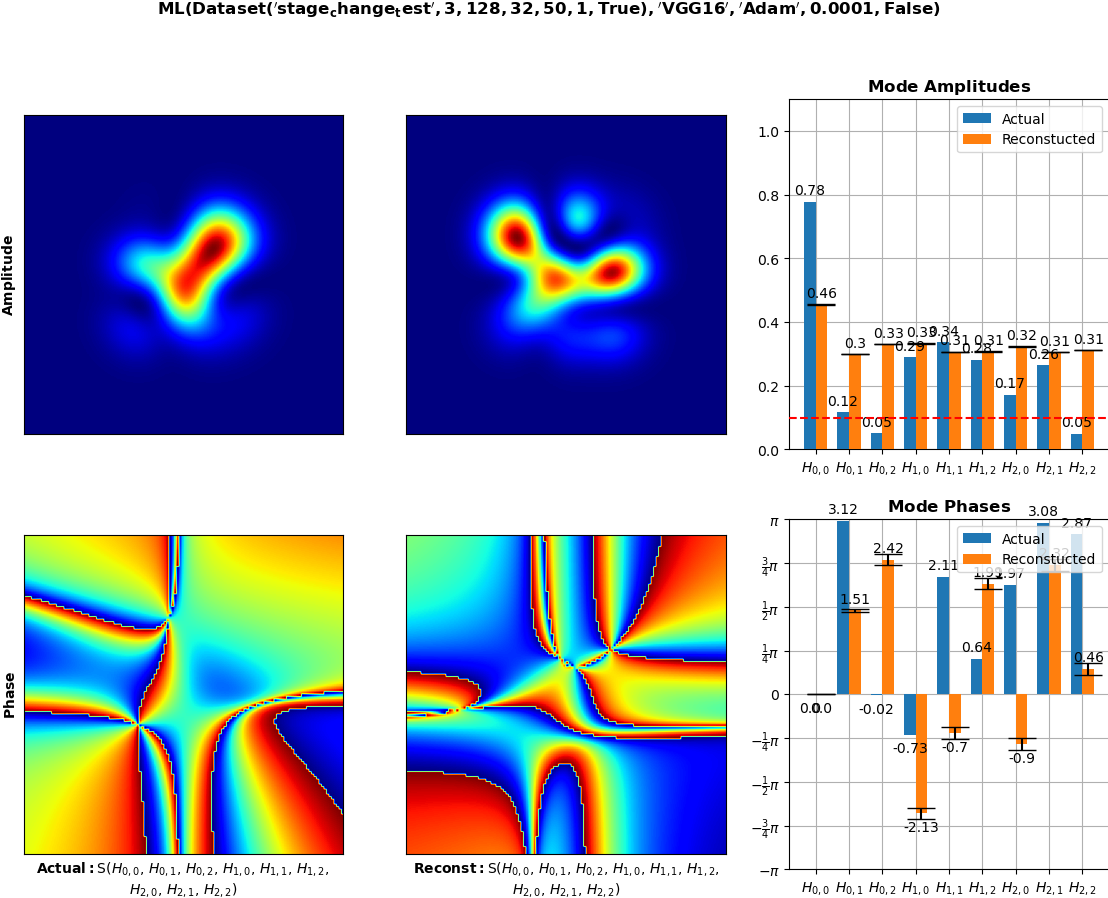 ML(Dataset('stage_change_test', 3, 128, 32, 50, 1, True), 'VGG16', 'Adam', 0.0001, False)
Amplitude
Mode Amplitudes
Actual
Reconstucted
1.0
0.8
0.6
0.4
0.2
0.0
0.78
0.46
0.12
0.3
0.05
0.33
0.29
0.33
0.34
0.31
0.28
0.31
0.17
0.32
0.26
0.31
0.05
0.31
H0,0 H0,1 H0,2 H1,0 H1,1 H1,2 H2,0 H2,1 H2,2
Phase
Mode Phases
Actual
Reconstucted
π
3/4π
1/2π
1/4π
0
−1/4π
−1/2π
−3/4π
−π
0.0
0.0
3.12
1.51
-0.02
2.42
-0.73
-2.13
2.11
-0.7
0.64
1.99
1.97
-0.9
3.08
2.87
0.46
H0,0 H0,1 H0,2 H1,0 H1,1 H1,2 H2,0 H2,1 H2,2
Actual: S(H0,0, H0,1, H0,2, H1,0, H1,1, H1,2,
H2,0, H2,1, H2,2)
Reconst: S(H0,0, H0,1, H0,2, H1,0, H1,1, H1,2,
H2,0, H2,1, H2,2)